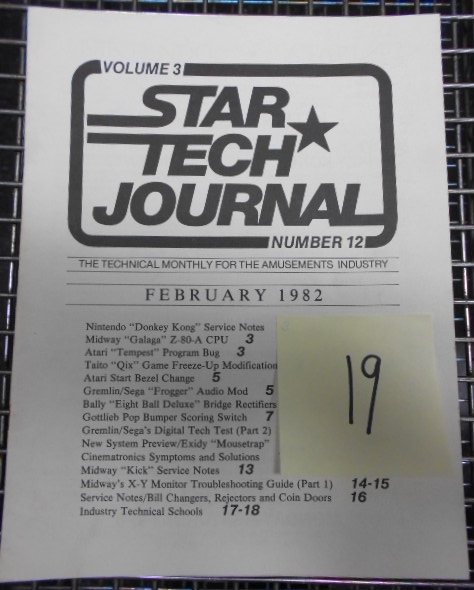 VOLUME 3
STAR
TECH
JOURNAL
NUMBER 12
THE TECHNICAL MONTHLY FOR THE AMUSEMENTS INDUSTRY
FEBRUARY 1982
Nintendo "Donkey Kong" Service Notes
Midway "Galaga" Z-80-A CPU 3
Atari "Tempest" Program Bug 3
Taito "Qix" Game Freeze-Up Modification
Atari Start Bezel Change 5
Gremlin/Sega "Frogger" Audio Mod 5
Bally "Eight Ball Deluxe" Bridge Rectifiers
Gottlieb Pop Bumper Scoring Switch 7
Gremlin/Sega's Digital Tech Test (Part 2)
New System Preview/Exidy "Mousetrap"
Cinematronics Symptoms and Solutions
Midway "Kick" Service Notes 13
Midway's X-Y Monitor Troubleshooting Guide (Part 1) 14-15
Service Notes/Bill Changers, Rejectors and Coin Doors 16
Industry Technical Schools 17-18
19